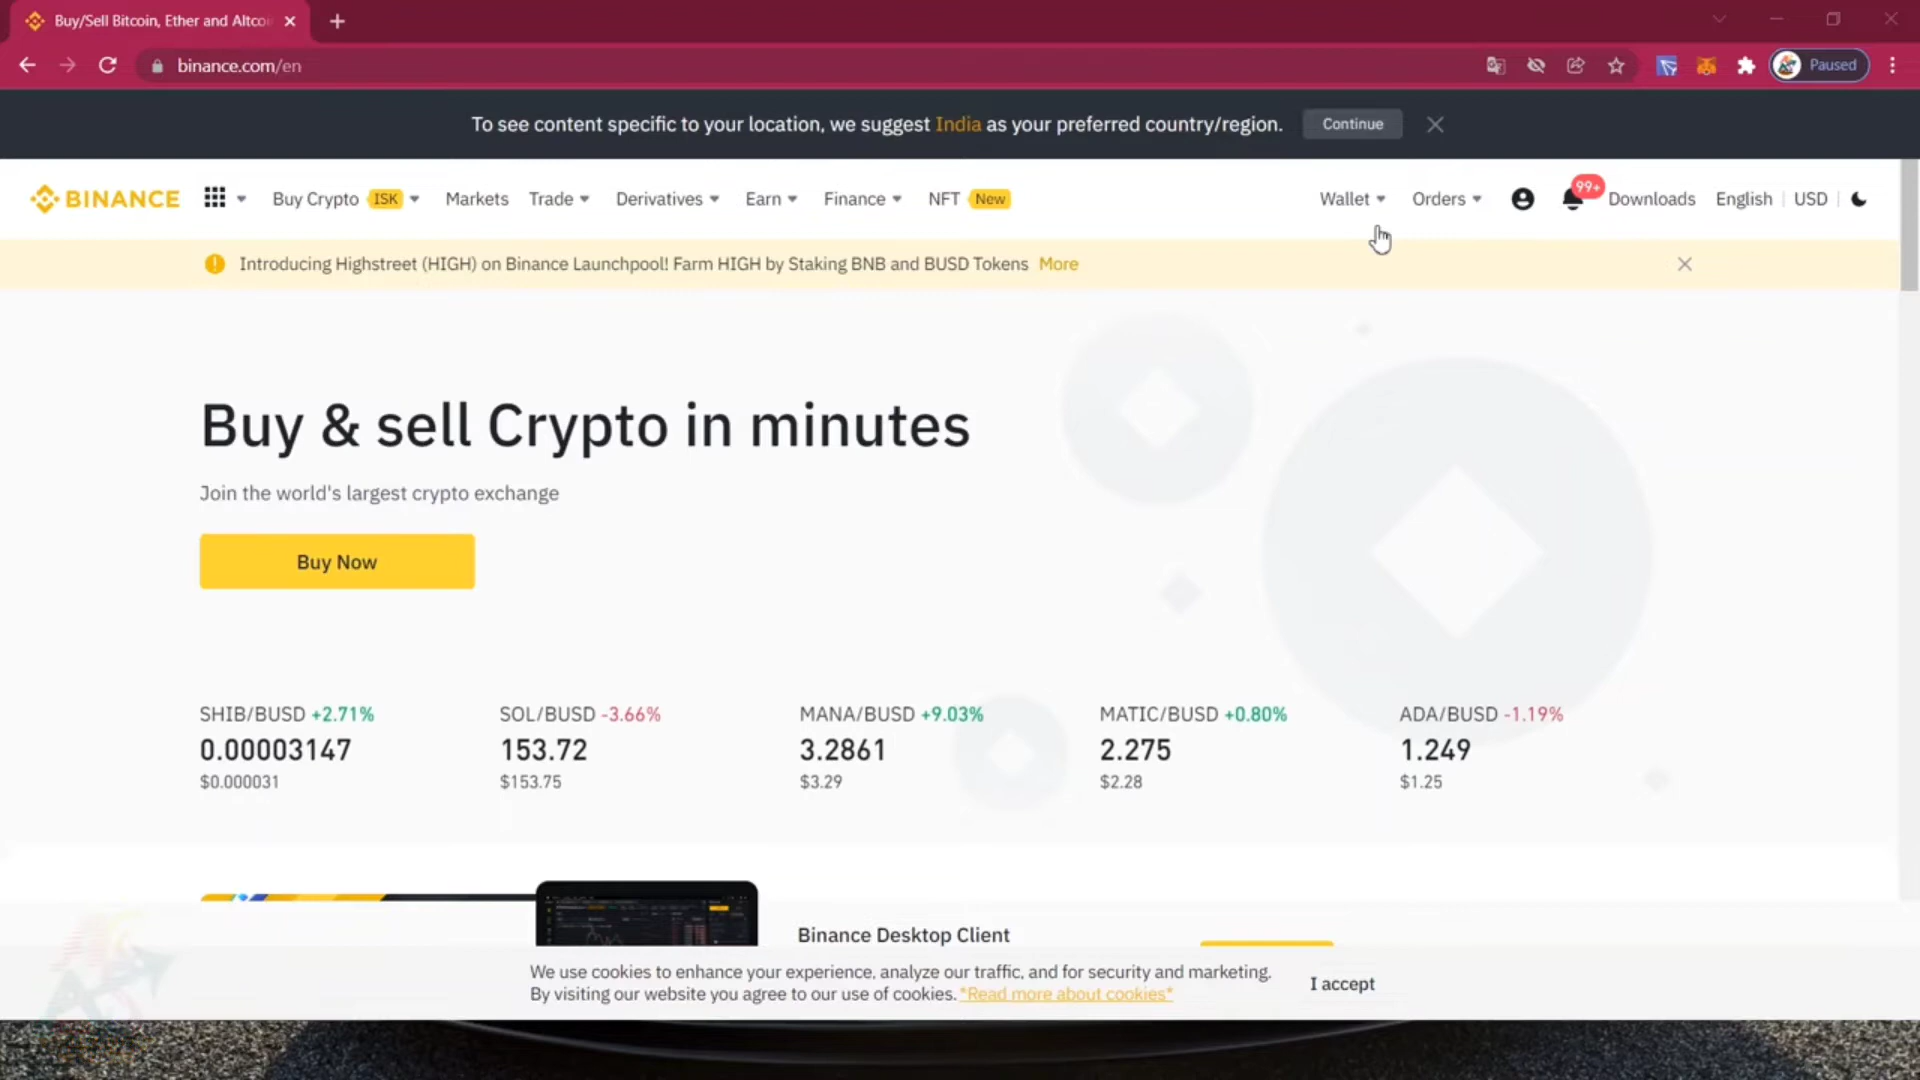 Buy/Sell Bitcoin, Ether and Altcoi
binance.com/en
Paused
To see content specific to your location, we suggest India as your preferred country/region. Continue
BINANCE Buy Crypto ISK Markets Trade Derivatives Earn Finance NFT New Wallet Orders 99+ Downloads English USD
Introducing Highstreet (HIGH) on Binance Launchpool! Farm HIGH by Staking BNB and BUSD Tokens More
Buy & sell Crypto in minutes
Join the world's largest crypto exchange
Buy Now
SHIB/BUSD +2.71% SOL/BUSD -3.66% MANA/BUSD +9.03% MATIC/BUSD +0.80% ADA/BUSD -1.19%
0.00003147 153.72 3.2861 2.275 1.249
$0.000031 $153.75 $3.29 $2.28 $1.25
Binance Desktop Client
We use cookies to enhance your experience, analyze our traffic, and for security and marketing.
By visiting our website you agree to our use of cookies. *Read more about cookies*
I accept